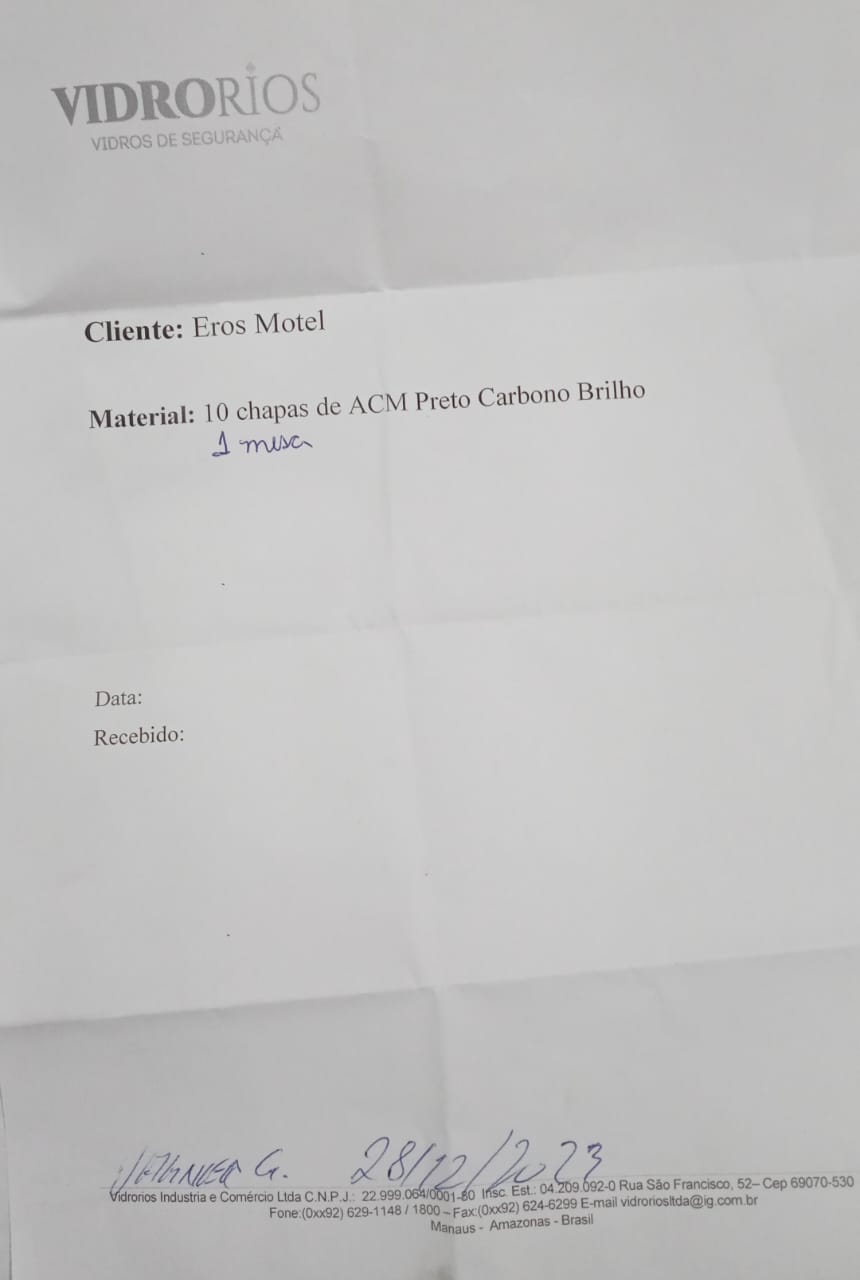 VIDRORIOS
VIDROS DE SEGURANÇA
Cliente: Eros Motel
Material: 10 chapas de ACM Preto Carbono Brilho
1 mesa
Data:
Recebido:
G. 28/12/2023
Vidrorios Industria e Comércio Ltda C.N.P.J.: 22.999.064/0001-80 Insc. Est.: 04.209.092-0 Rua São Francisco, 52– Cep 69070-530
Fone:(0xx92) 629-1148 / 1800 – Fax:(0xx92) 624-6299 E-mail vidroriosltda@ig.com.br
Manaus - Amazonas - Brasil